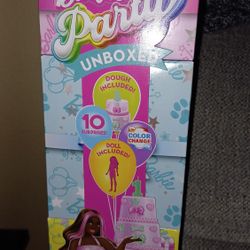 Party
UNBOXED
DOUGH INCLUDED!
10
SURPRISES!
COLOR
CHANGE
DOLL INCLUDED!